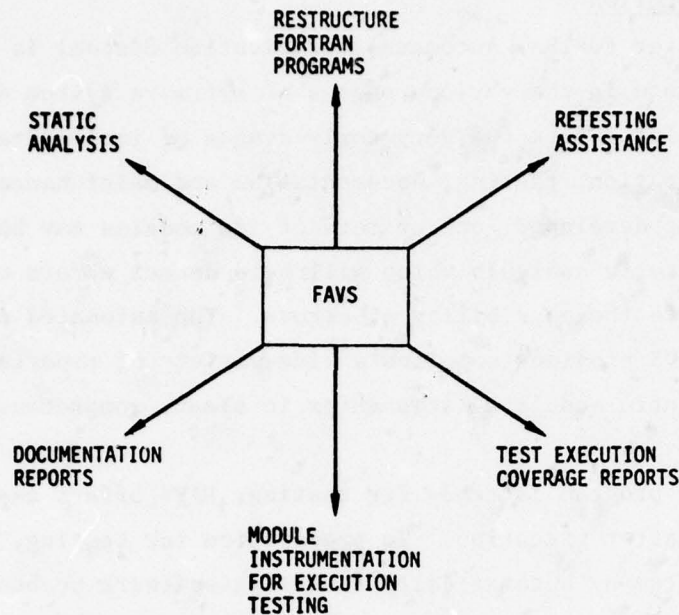 RESTRUCTURE
FORTRAN
PROGRAMS
STATIC
ANALYSIS
RETESTING
ASSISTANCE
FAVS
DOCUMENTATION
REPORTS
TEST EXECUTION
COVERAGE REPORTS
MODULE
INSTRUMENTATION
FOR EXECUTION
TESTING